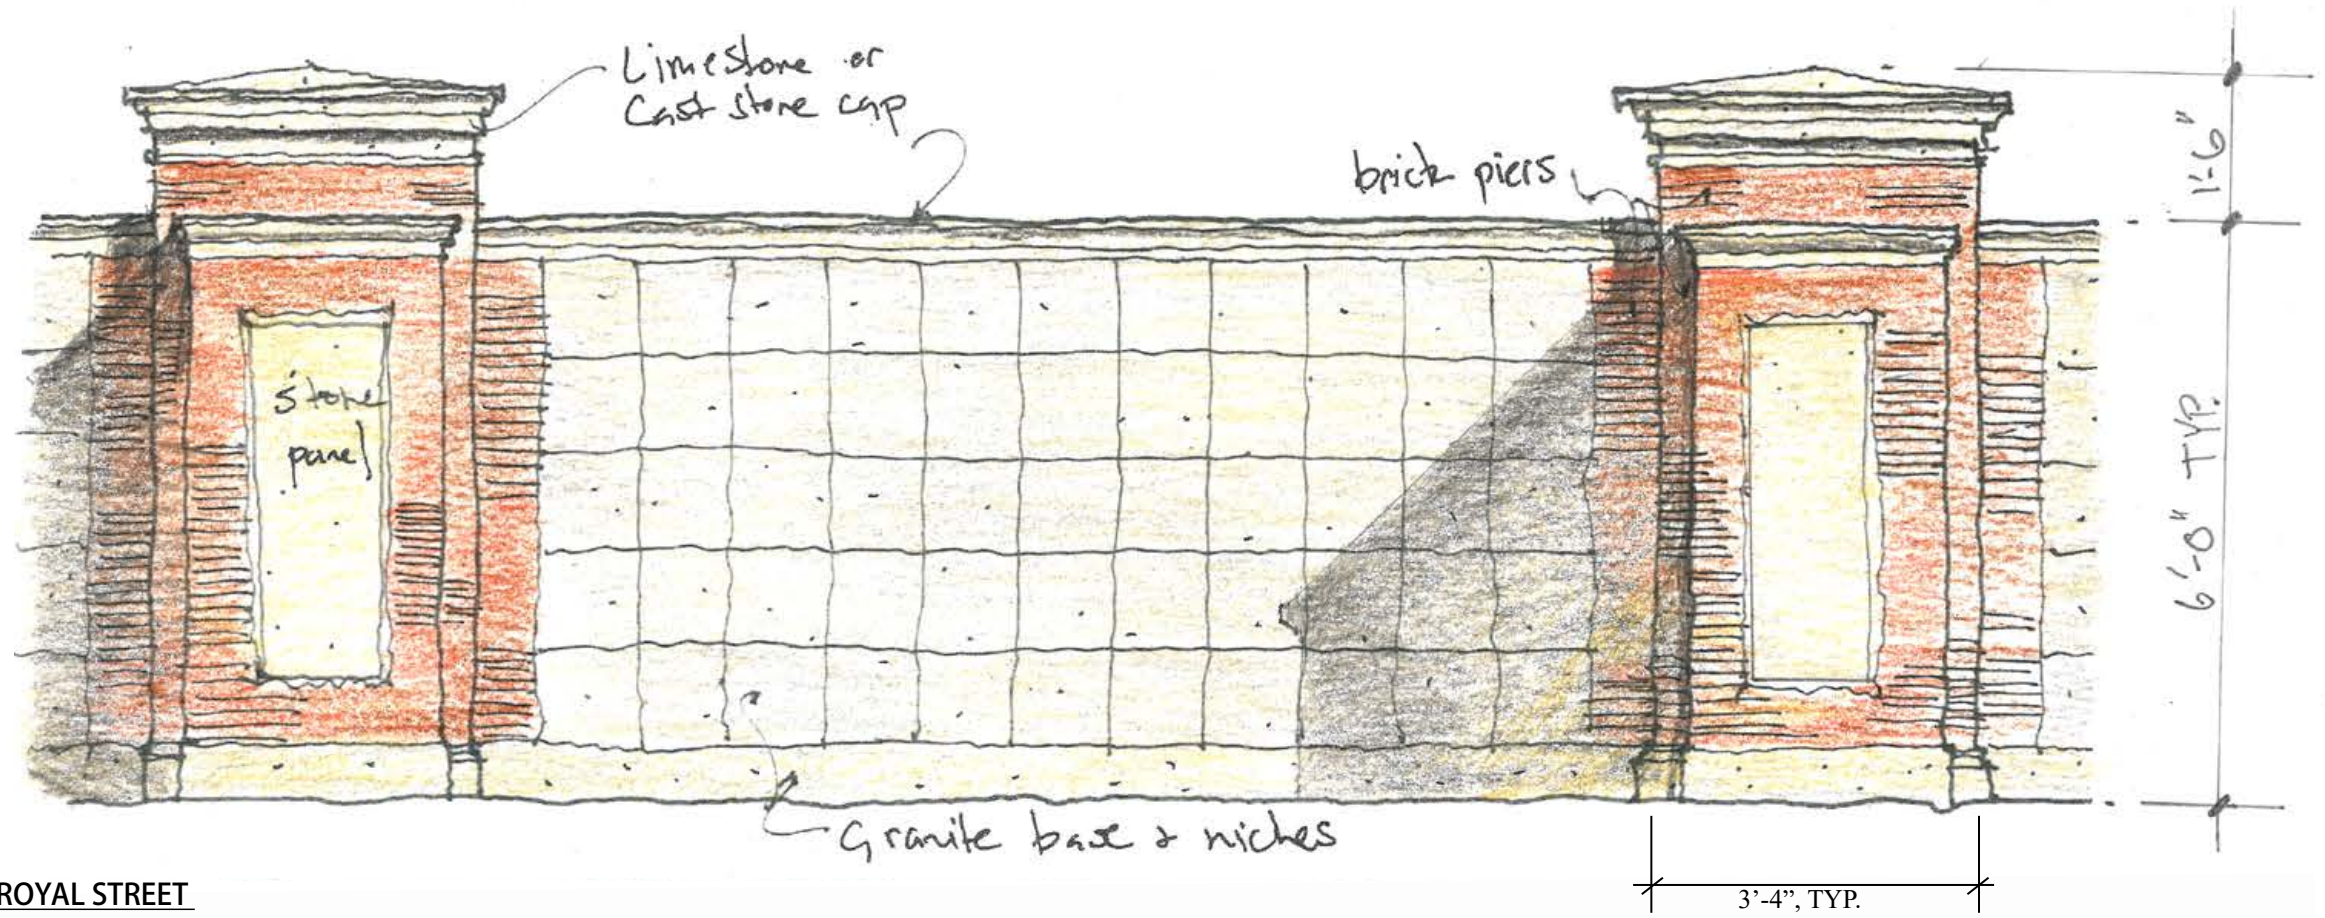 Limestone or
Cast stone cap
brick piers
1'-6"
stone
panel
6'-0" TYP.
Granite base & niches
ROYAL STREET
3'-4", TYP.